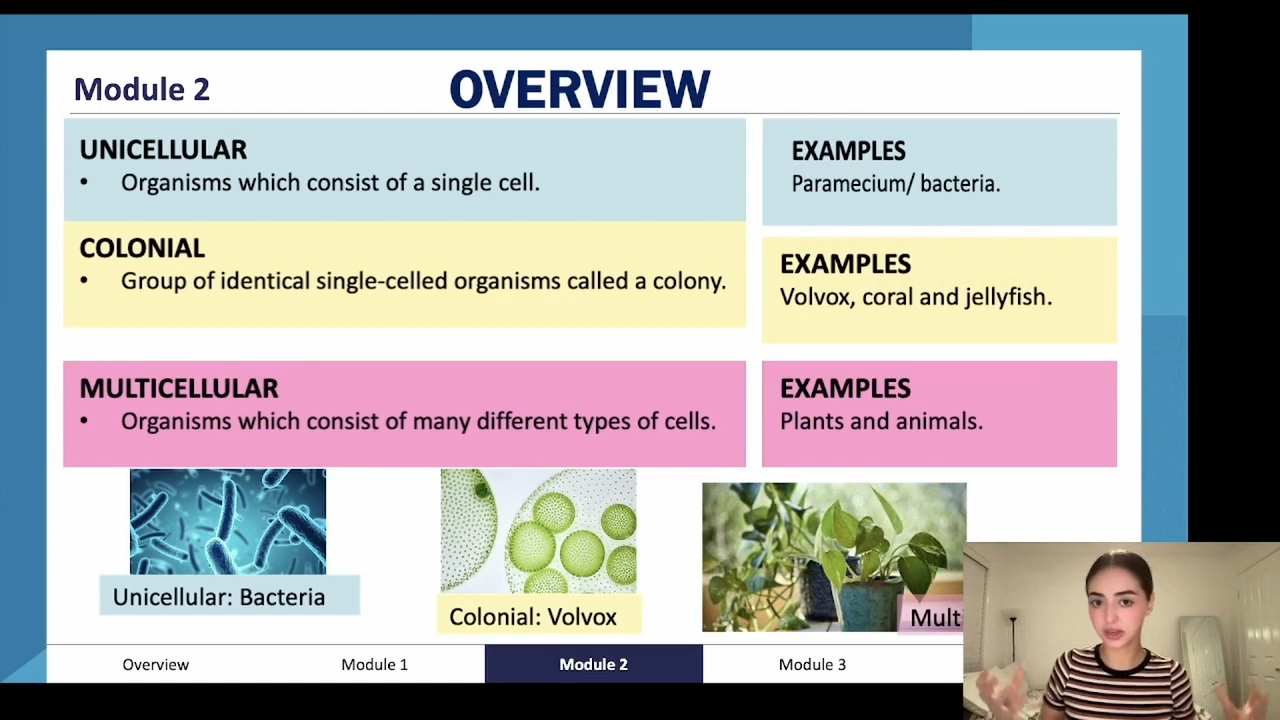 Module 2
OVERVIEW
UNICELLULAR
• Organisms which consist of a single cell.
EXAMPLES
Paramecium/ bacteria.
COLONIAL
• Group of identical single-celled organisms called a colony.
EXAMPLES
Volvox, coral and jellyfish.
MULTICELLULAR
• Organisms which consist of many different types of cells.
EXAMPLES
Plants and animals.
Unicellular: Bacteria
Colonial: Volvox
Multi
Overview
Module 1
Module 2
Module 3